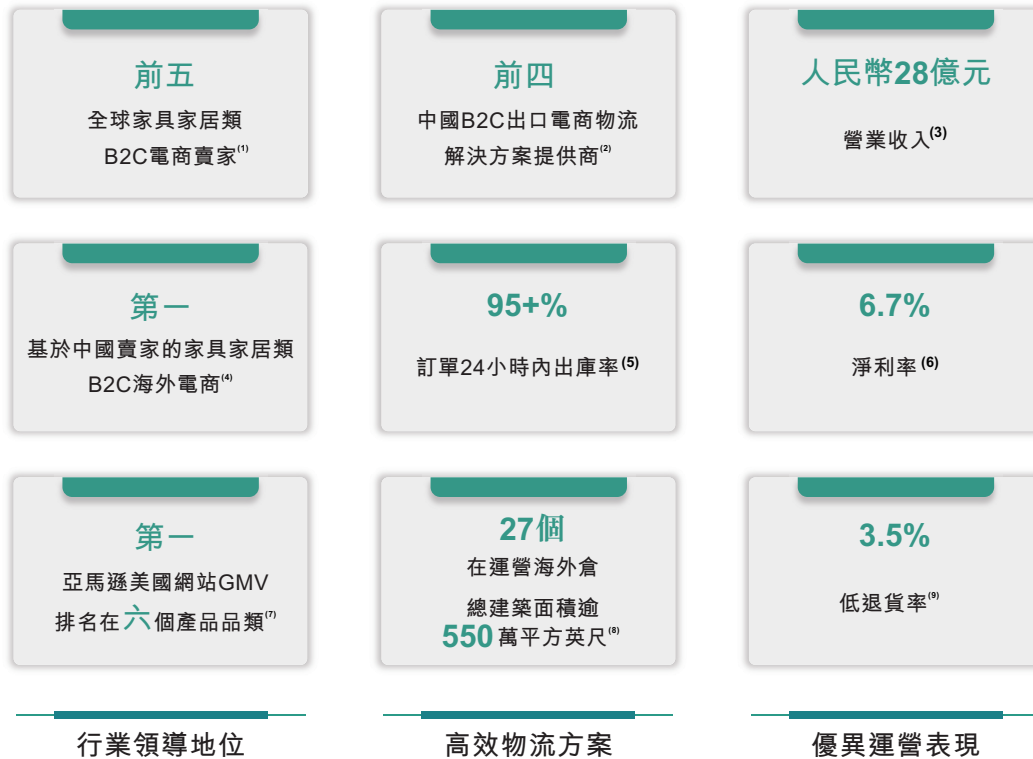 前五
全球家具家居類
B2C電商賣家(1)
前四
中國B2C出口電商物流
解決方案提供商(2)
人民幣28億元
營業收入(3)
第一
基於中國賣家的家具家居類
B2C海外電商(4)
95+%
訂單24小時內出庫率(5)
6.7%
淨利率(6)
第一
亞馬遜美國網站GMV
排名在六個產品品類(7)
27個
在運營海外倉
總建築面積逾
550萬平方英尺(8)
3.5%
低退貨率(9)
行業領導地位
高效物流方案
優異運營表現